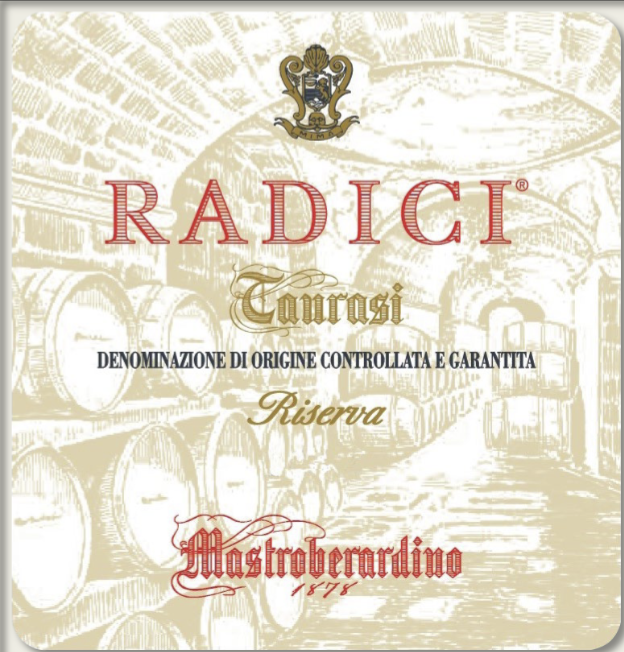 RADICI®
Taurasi
DENOMINAZIONE DI ORIGINE CONTROLLATA E GARANTITA
Riserva
Mastroberardino
1878